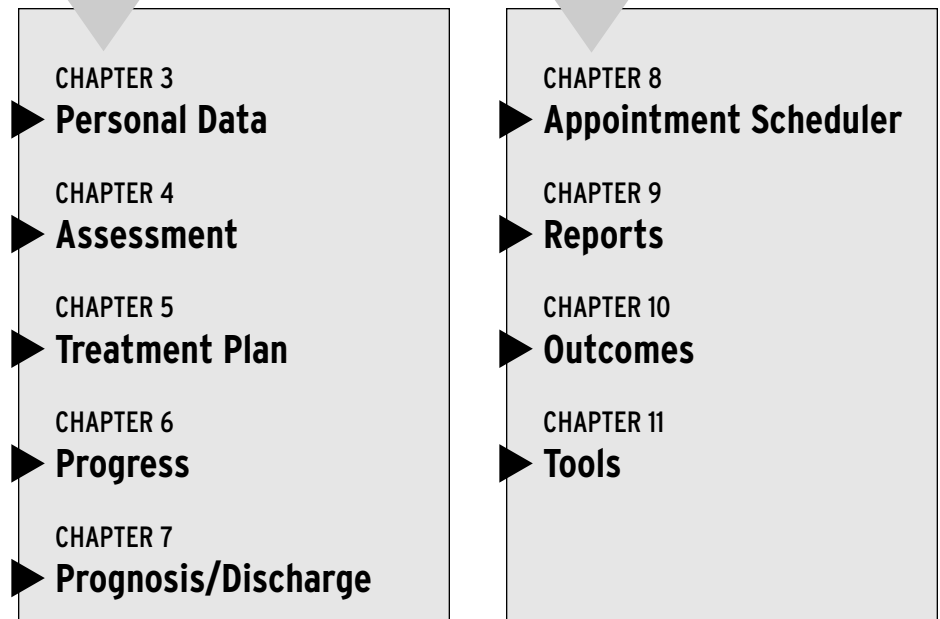 CHAPTER 3
Personal Data
CHAPTER 4
Assessment
CHAPTER 5
Treatment Plan
CHAPTER 6
Progress
CHAPTER 7
Prognosis/Discharge
CHAPTER 8
Appointment Scheduler
CHAPTER 9
Reports
CHAPTER 10
Outcomes
CHAPTER 11
Tools